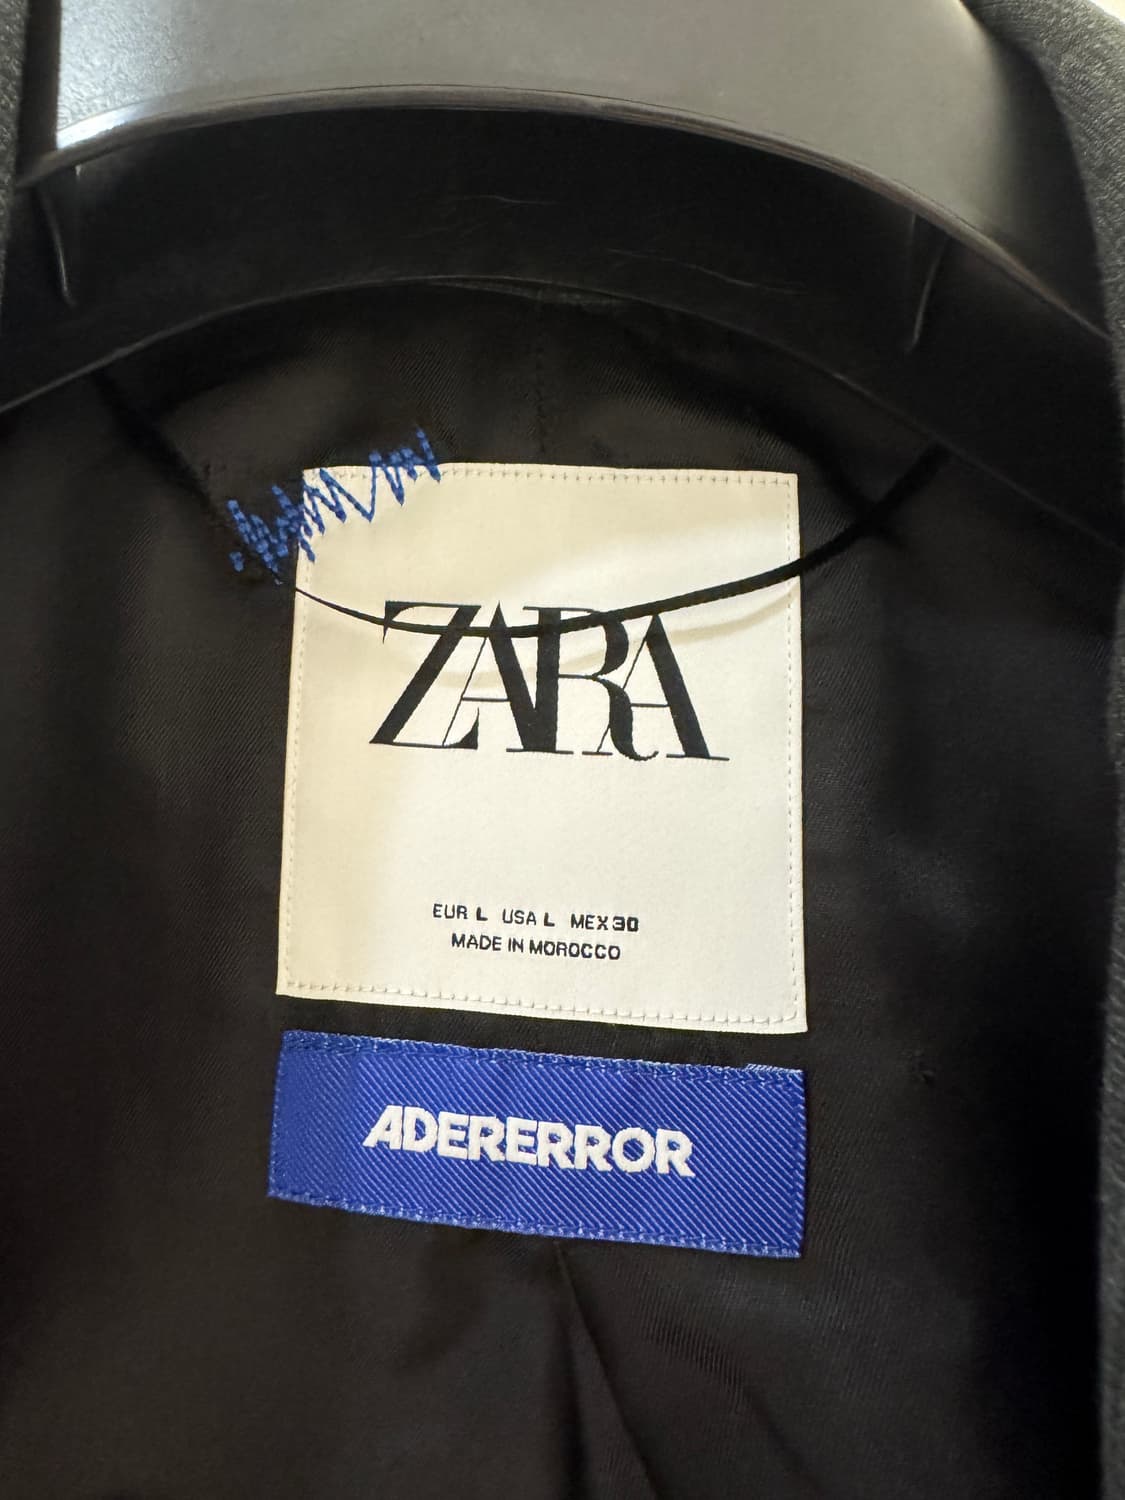 ZARA
EUR L USA L MEX 30
MADE IN MOROCCO
ADERERROR